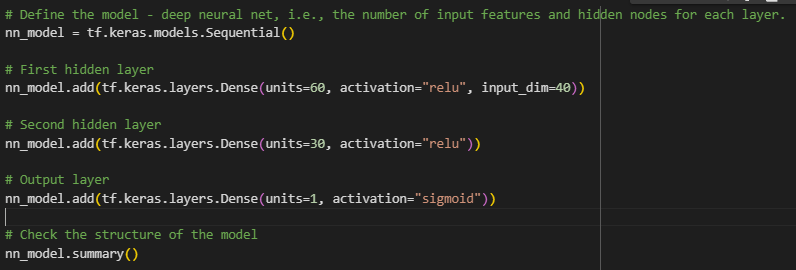 # Define the model - deep neural net, i.e., the number of input features and hidden nodes for each layer.
nn_model = tf.keras.models.Sequential()
# First hidden layer
nn_model.add(tf.keras.layers.Dense(units=60, activation="relu", input_dim=40))
# Second hidden layer
nn_model.add(tf.keras.layers.Dense(units=30, activation="relu"))
# Output layer
nn_model.add(tf.keras.layers.Dense(units=1, activation="sigmoid"))
# Check the structure of the model
nn_model.summary()